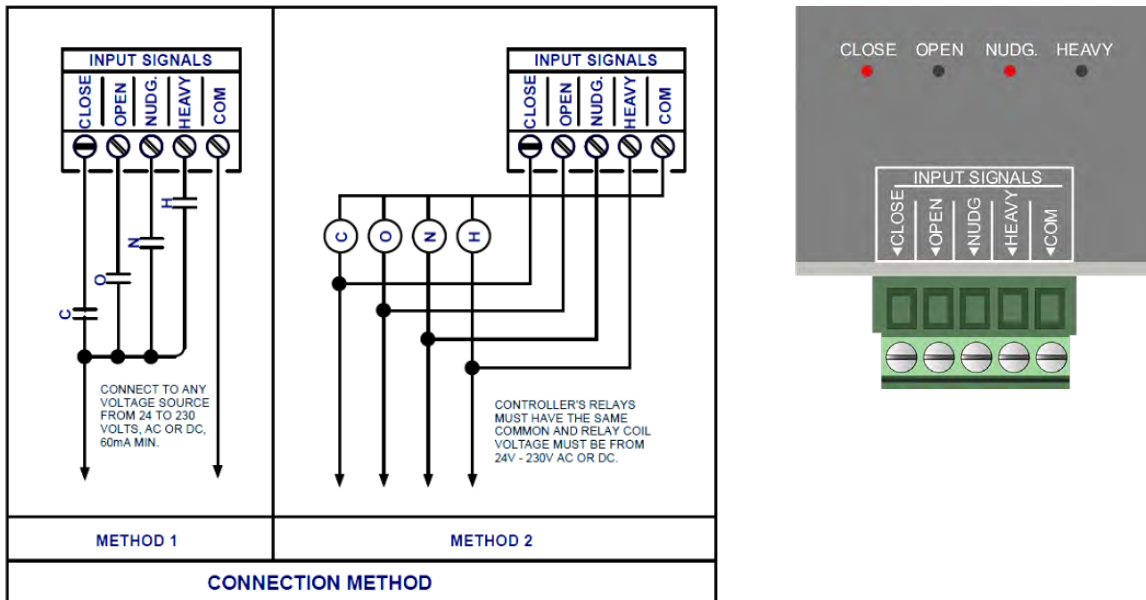 INPUT SIGNALS
CLOSE
OPEN
NUDG.
HEAVY
COM
C
O
N
H
CONNECT TO ANY
VOLTAGE SOURCE
FROM 24 TO 230
VOLTS, AC OR DC,
60mA MIN.
METHOD 1
INPUT SIGNALS
CLOSE
OPEN
NUDG.
HEAVY
COM
C
O
N
H
CONTROLLER'S RELAYS
MUST HAVE THE SAME
COMMON AND RELAY COIL
VOLTAGE MUST BE FROM
24V - 230V AC OR DC.
METHOD 2
CONNECTION METHOD
CLOSE OPEN NUDG. HEAVY
INPUT SIGNALS
CLOSE
OPEN
NUDG
HEAVY
COM